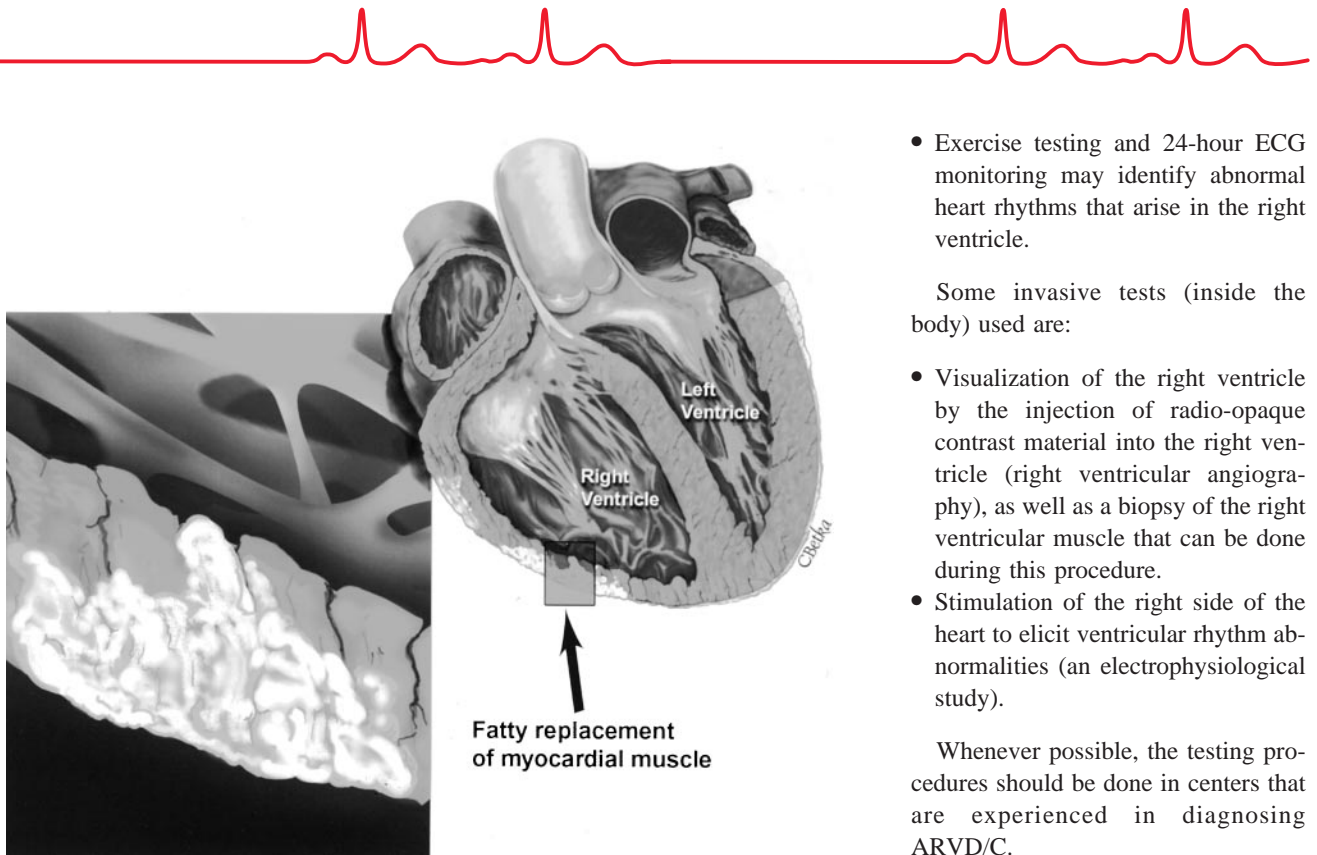 Left
Ventricle
Right
Ventricle
CBetka
Fatty replacement
of myocardial muscle
● Exercise testing and 24-hour ECG
monitoring may identify abnormal
heart rhythms that arise in the right
ventricle.
Some invasive tests (inside the
body) used are:
● Visualization of the right ventricle
by the injection of radio-opaque
contrast material into the right ven-
tricle (right ventricular angiogra-
phy), as well as a biopsy of the right
ventricular muscle that can be done
during this procedure.
● Stimulation of the right side of the
heart to elicit ventricular rhythm ab-
normalities (an electrophysiological
study).
Whenever possible, the testing pro-
cedures should be done in centers that
are experienced in diagnosing
ARVD/C.